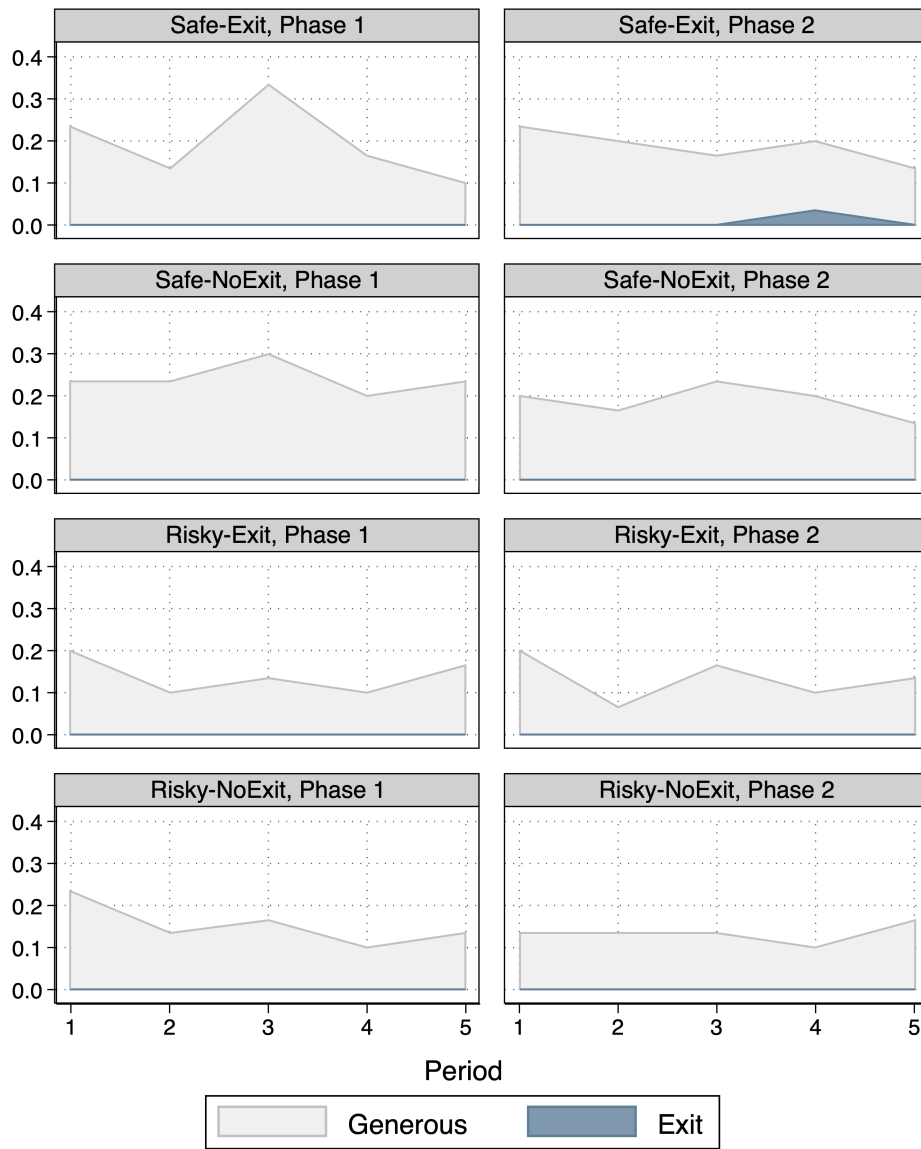 Safe-Exit, Phase 1
Safe-Exit, Phase 2
0.4
0.3
0.2
0.1
0.0
Safe-NoExit, Phase 1
Safe-NoExit, Phase 2
0.4
0.3
0.2
0.1
0.0
Risky-Exit, Phase 1
Risky-Exit, Phase 2
0.4
0.3
0.2
0.1
0.0
Risky-NoExit, Phase 1
Risky-NoExit, Phase 2
0.4
0.3
0.2
0.1
0.0
1 2 3 4 5
1 2 3 4 5
Period
Generous
Exit